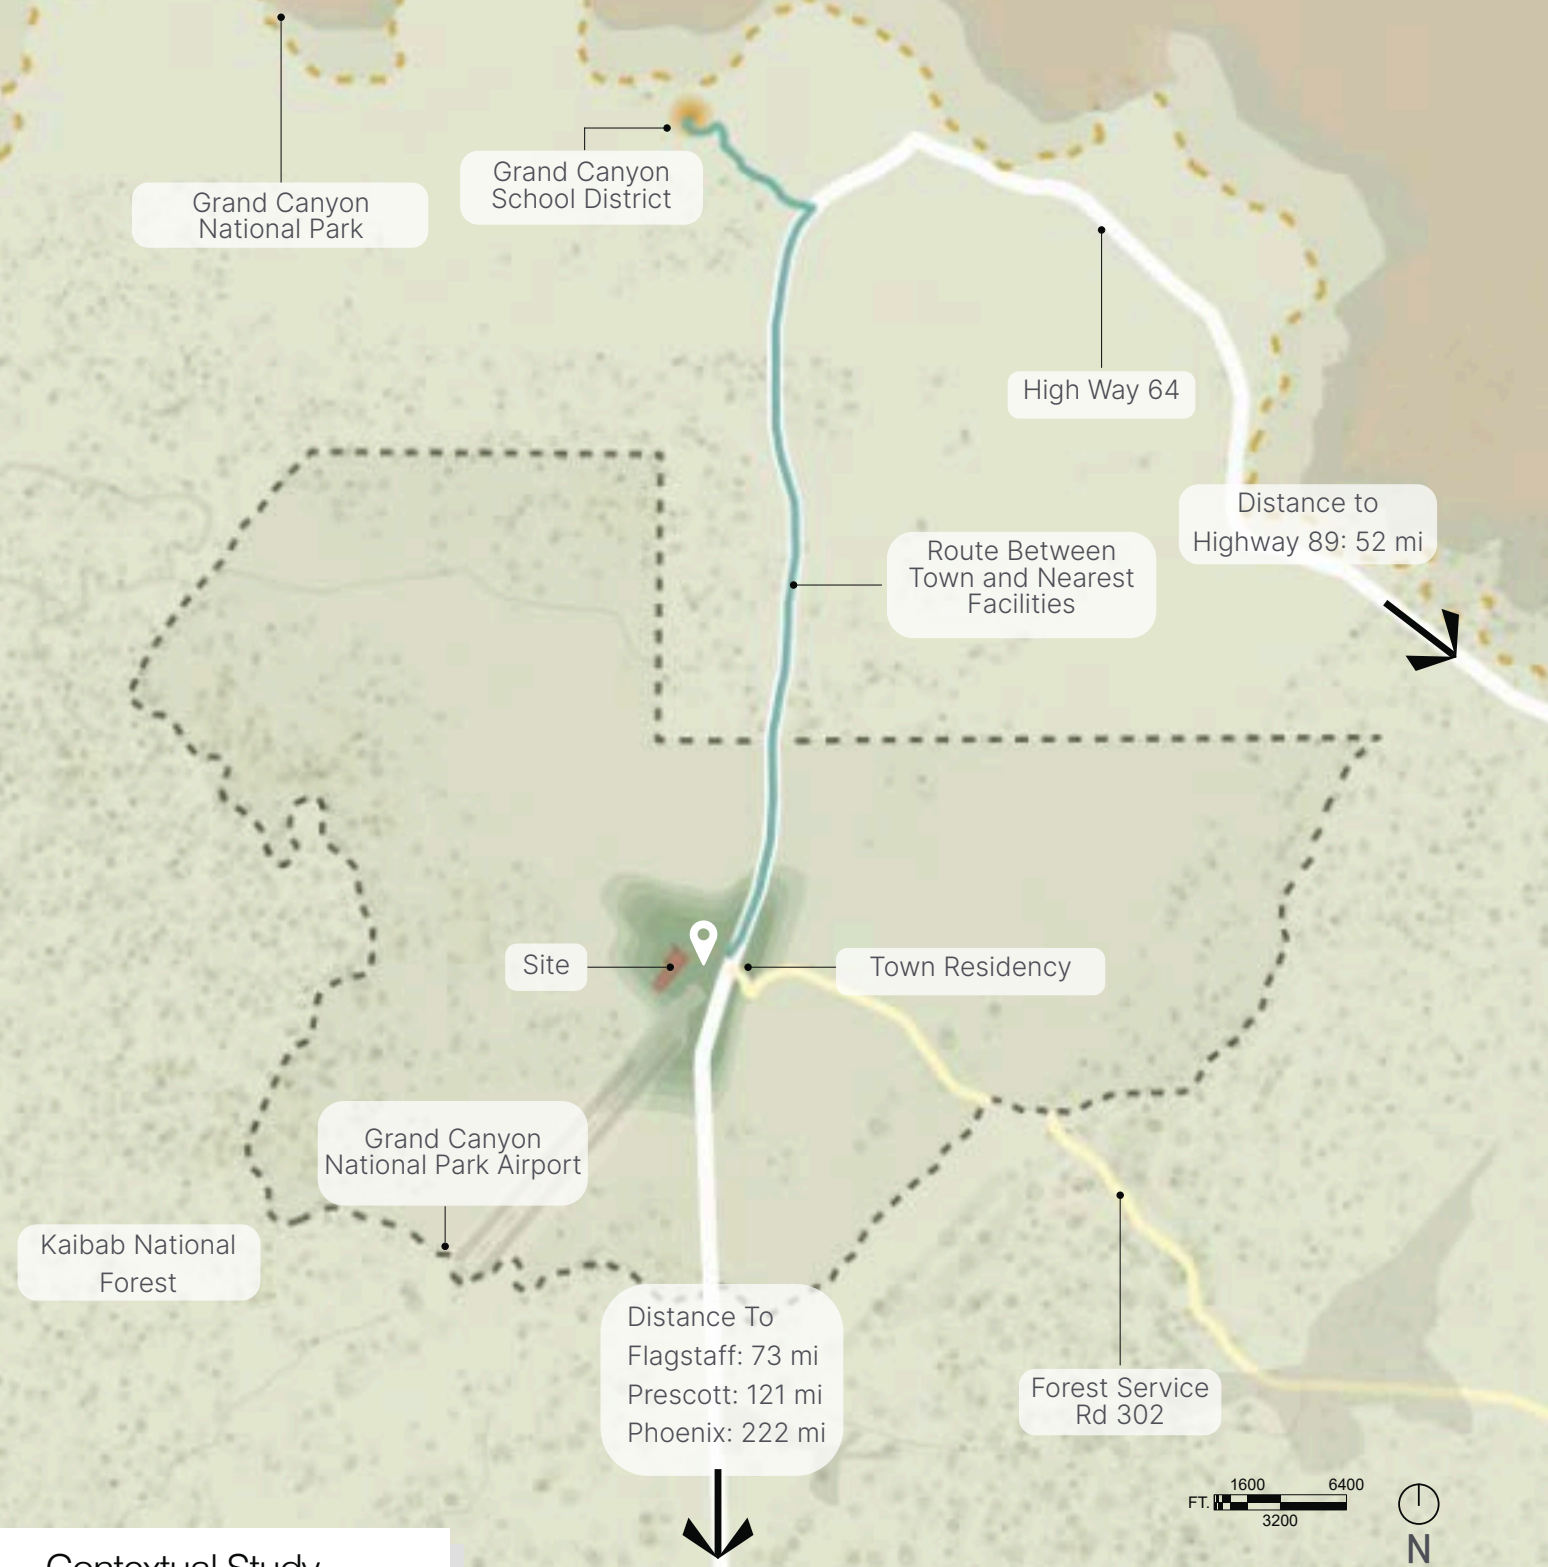 Grand Canyon
National Park
Grand Canyon
School District
High Way 64
Distance to
Highway 89: 52 mi
Route Between
Town and Nearest
Facilities
Site
Town Residency
Grand Canyon
National Park Airport
Kaibab National
Forest
Distance To
Flagstaff: 73 mi
Prescott: 121 mi
Phoenix: 222 mi
Forest Service
Rd 302
1600 6400
FT.
3200
N
Contextual Study